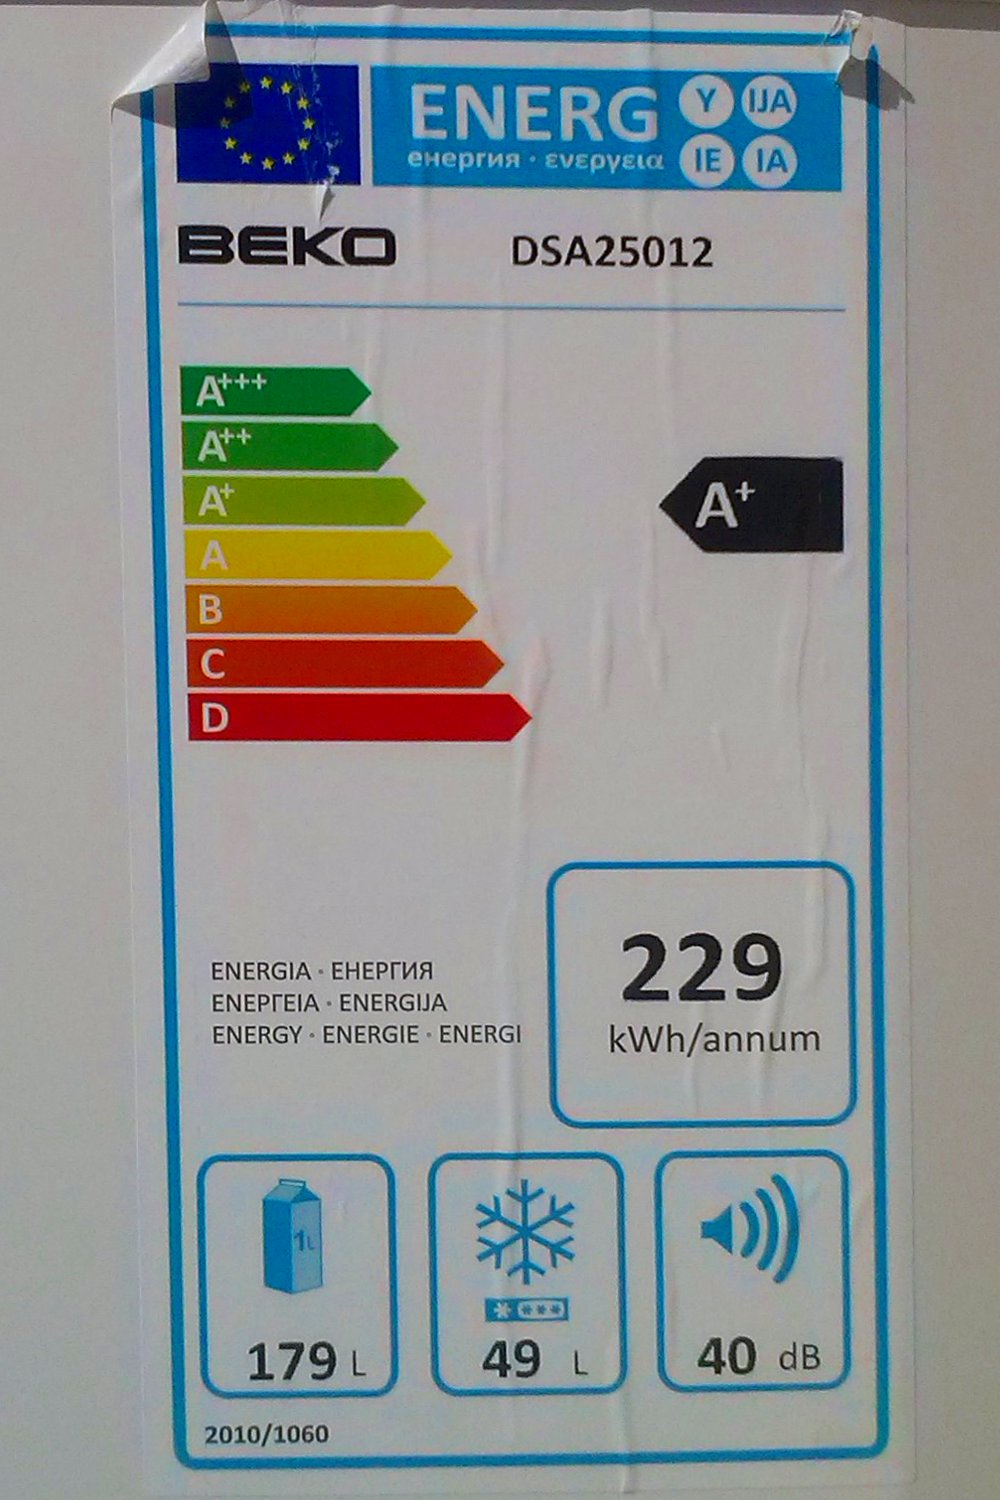 ENERG Y IJA
енергия · ενεργεια IE IA
BEKO DSA25012
A+++
A++
A+
A
B
C
D
A+
ENERGIA · ЕНЕРГИЯ
ΕΝΕΡΓΕΙΑ · ENERGIJA
ENERGY · ENERGIE · ENERGI
229
kWh/annum
1L
179 L
49 L
40 dB
2010/1060